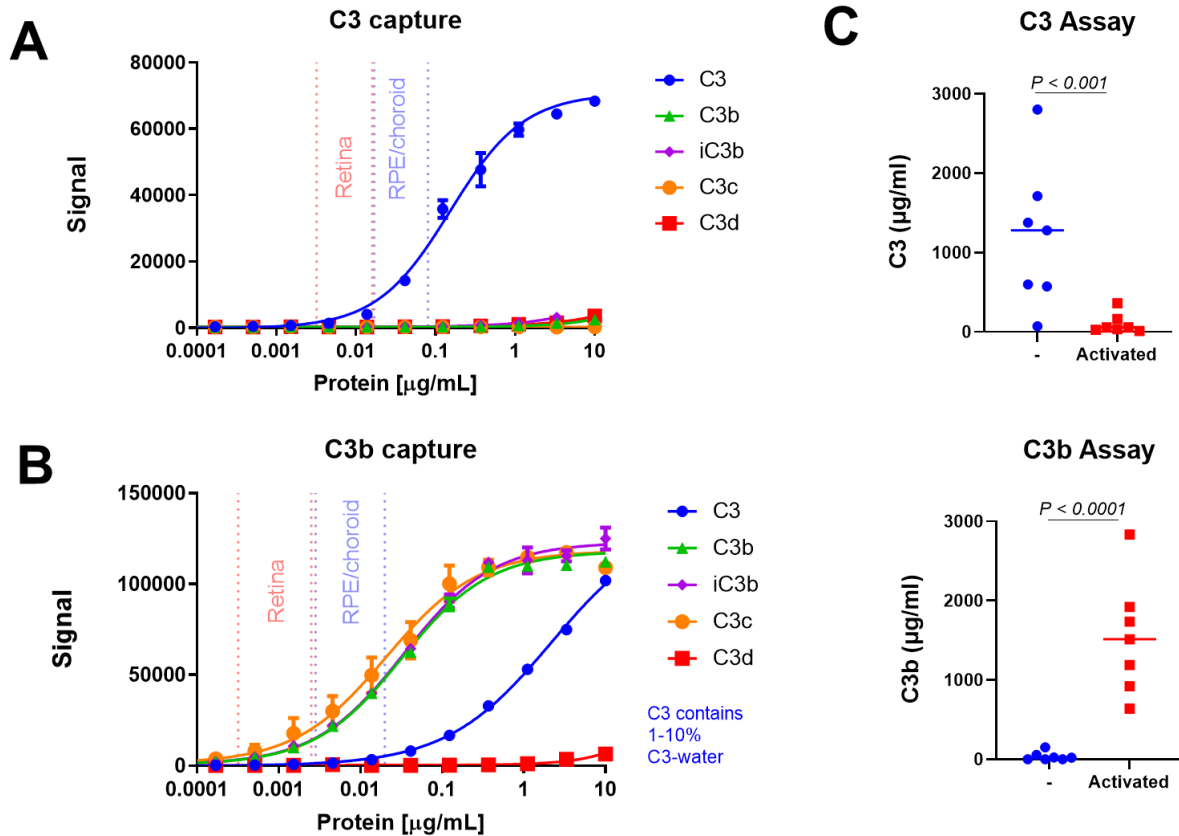 A
C3 capture
Signal
80000
60000
40000
20000
0
0.0001
0.001
0.01
0.1
1
10
Protein [μg/mL]
Retina
RPE/choroid
C3
C3b
iC3b
C3c
C3d
B
C3b capture
Signal
150000
100000
50000
0
0.0001
0.001
0.01
0.1
1
10
Protein [μg/mL]
Retina
RPE/choroid
C3
C3b
iC3b
C3c
C3d
C3 contains
1-10%
C3-water
C
C3 Assay
P < 0.001
C3 (μg/ml)
3000
2000
1000
0
-
Activated
C3b Assay
P < 0.0001
C3b (μg/ml)
3000
2000
1000
0
-
Activated